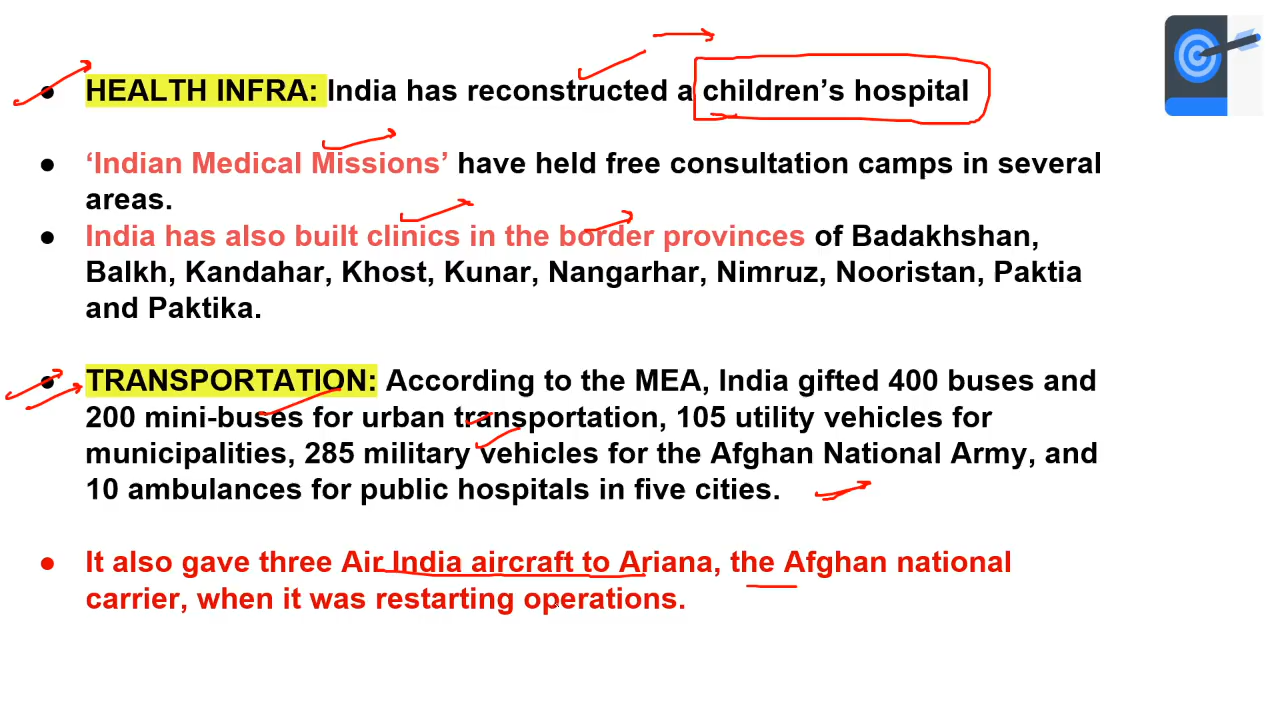 ● HEALTH INFRA: India has reconstructed a children's hospital
● ‘Indian Medical Missions’ have held free consultation camps in several
areas.
● India has also built clinics in the border provinces of Badakhshan,
Balkh, Kandahar, Khost, Kunar, Nangarhar, Nimruz, Nooristan, Paktia
and Paktika.
● TRANSPORTATION: According to the MEA, India gifted 400 buses and
200 mini-buses for urban transportation, 105 utility vehicles for
municipalities, 285 military vehicles for the Afghan National Army, and
10 ambulances for public hospitals in five cities.
● It also gave three Air India aircraft to Ariana, the Afghan national
carrier, when it was restarting operations.